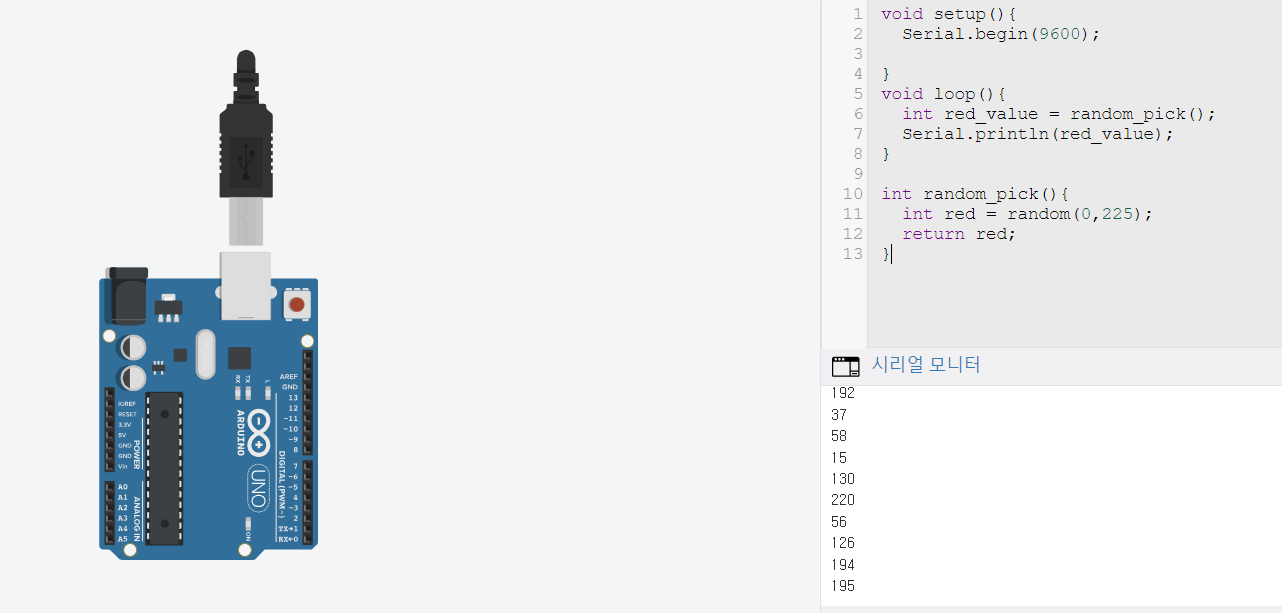 1 void setup(){
2   Serial.begin(9600);
3
4 }
5 void loop(){
6   int red_value = random_pick();
7   Serial.println(red_value);
8 }
9
10 int random_pick(){
11   int red = random(0,225);
12   return red;
13 }
시리얼 모니터
192
37
58
15
130
220
56
126
194
195
AREF
GND
13
12
~11
~10
~9
8
7
~6
~5
4
~3
2
TX→1
RX←0
DIGITAL (PWM~)
L
TX
RX
ARDUINO
UNO
ON
IOREF
RESET
3.3V
5V
GND
GND
Vin
POWER
A0
A1
A2
A3
A4
A5
ANALOG IN